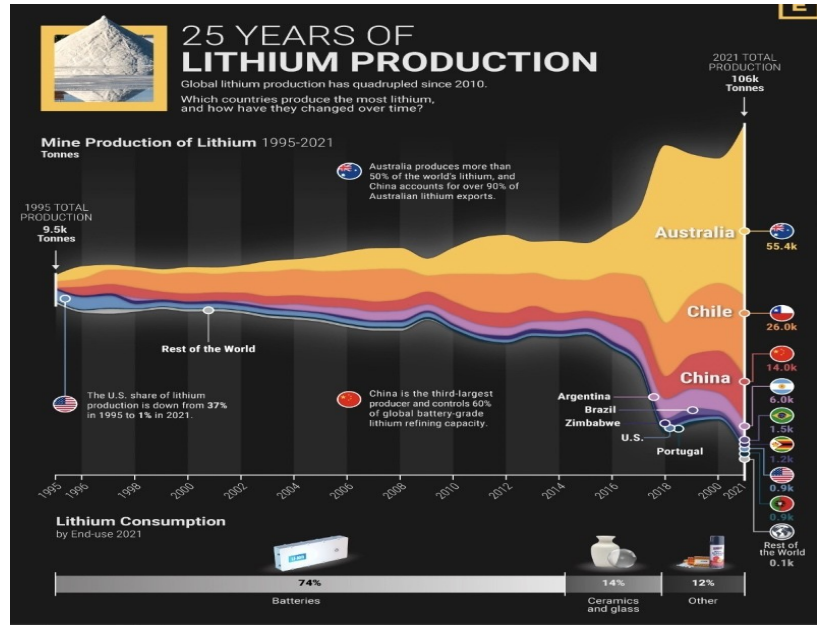 E
25 YEARS OF
LITHIUM PRODUCTION
Global lithium production has quadrupled since 2010.
Which countries produce the most lithium,
and how have they changed over time?
2021 TOTAL
PRODUCTION
106k
Tonnes
Mine Production of Lithium 1995-2021
Tonnes
Australia produces more than
50% of the world's lithium, and
China accounts for over 90% of
Australian lithium exports.
1995 TOTAL
PRODUCTION
9.5k
Tonnes
Australia
55.4k
Chile
26.0k
China
14.0k
Rest of the World
The U.S. share of lithium
production is down from 37%
in 1995 to 1% in 2021.
China is the third-largest
producer and controls 60%
of global battery-grade
lithium refining capacity.
Argentina
Brazil
Zimbabwe
U.S.
Portugal
6.0k
1.5k
1.2k
0.9k
0.9k
Rest of
the World
0.1k
1995 1996 1998 2000 2002 2004 2006 2008 2010 2012 2014 2016 2018 2000 2021
Lithium Consumption
by End-use 2021
74% 14% 12%
Batteries
Ceramics
and glass
Other